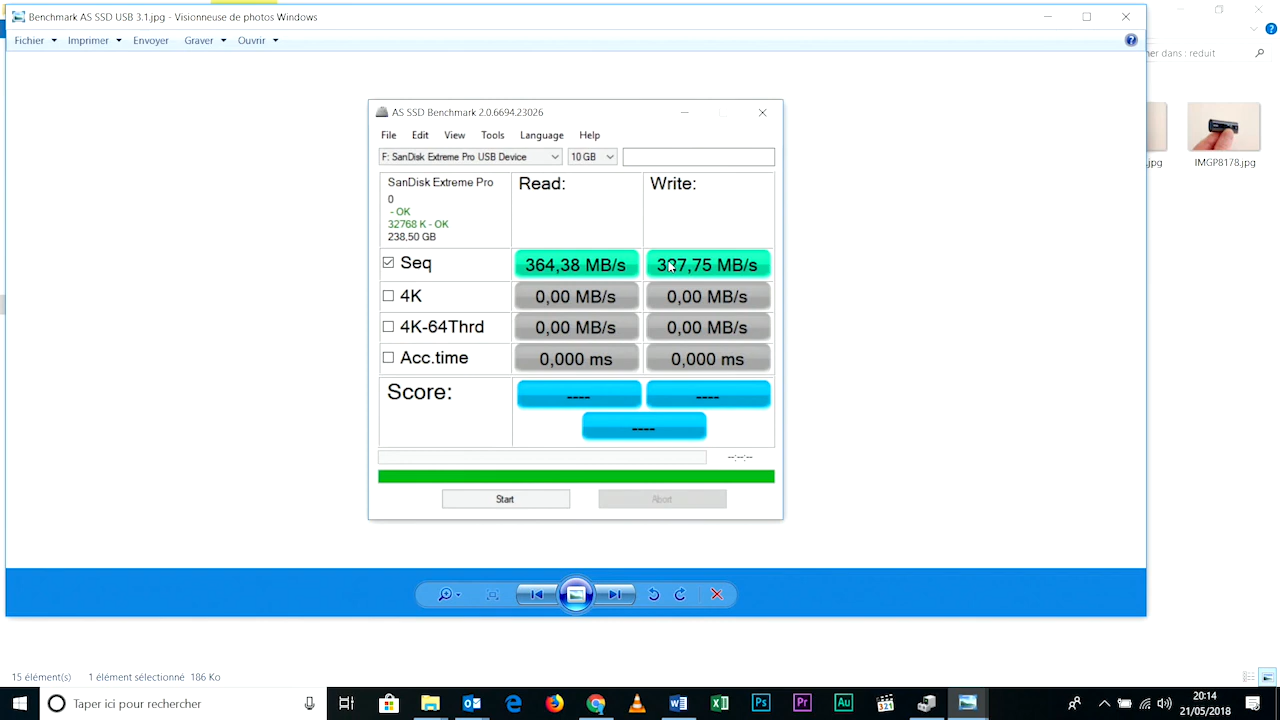 Benchmark AS SSD USB 3.1.jpg - Visionneuse de photos Windows
Fichier Imprimer Envoyer Graver Ouvrir
: reduit
AS SSD Benchmark 2.0.6694.23026
File Edit View Tools Language Help
F: SanDisk Extreme Pro USB Device 10 GB
SanDisk Extreme Pro
0
- OK
32768 K - OK
238,50 GB
Read: Write:
Seq 364,38 MB/s
4K 0,00 MB/s 0,00 MB/s
4K-64Thrd 0,00 MB/s 0,00 MB/s
Acc.time 0,000 ms 0,000 ms
Score: ---- ----
----
--:--:--
Start Abort
.jpg IMGP8178.jpg
15 élément(s) 1 élément sélectionné 186 Ko
Taper ici pour rechercher
Ps Pr Au 321
20:14
21/05/2018